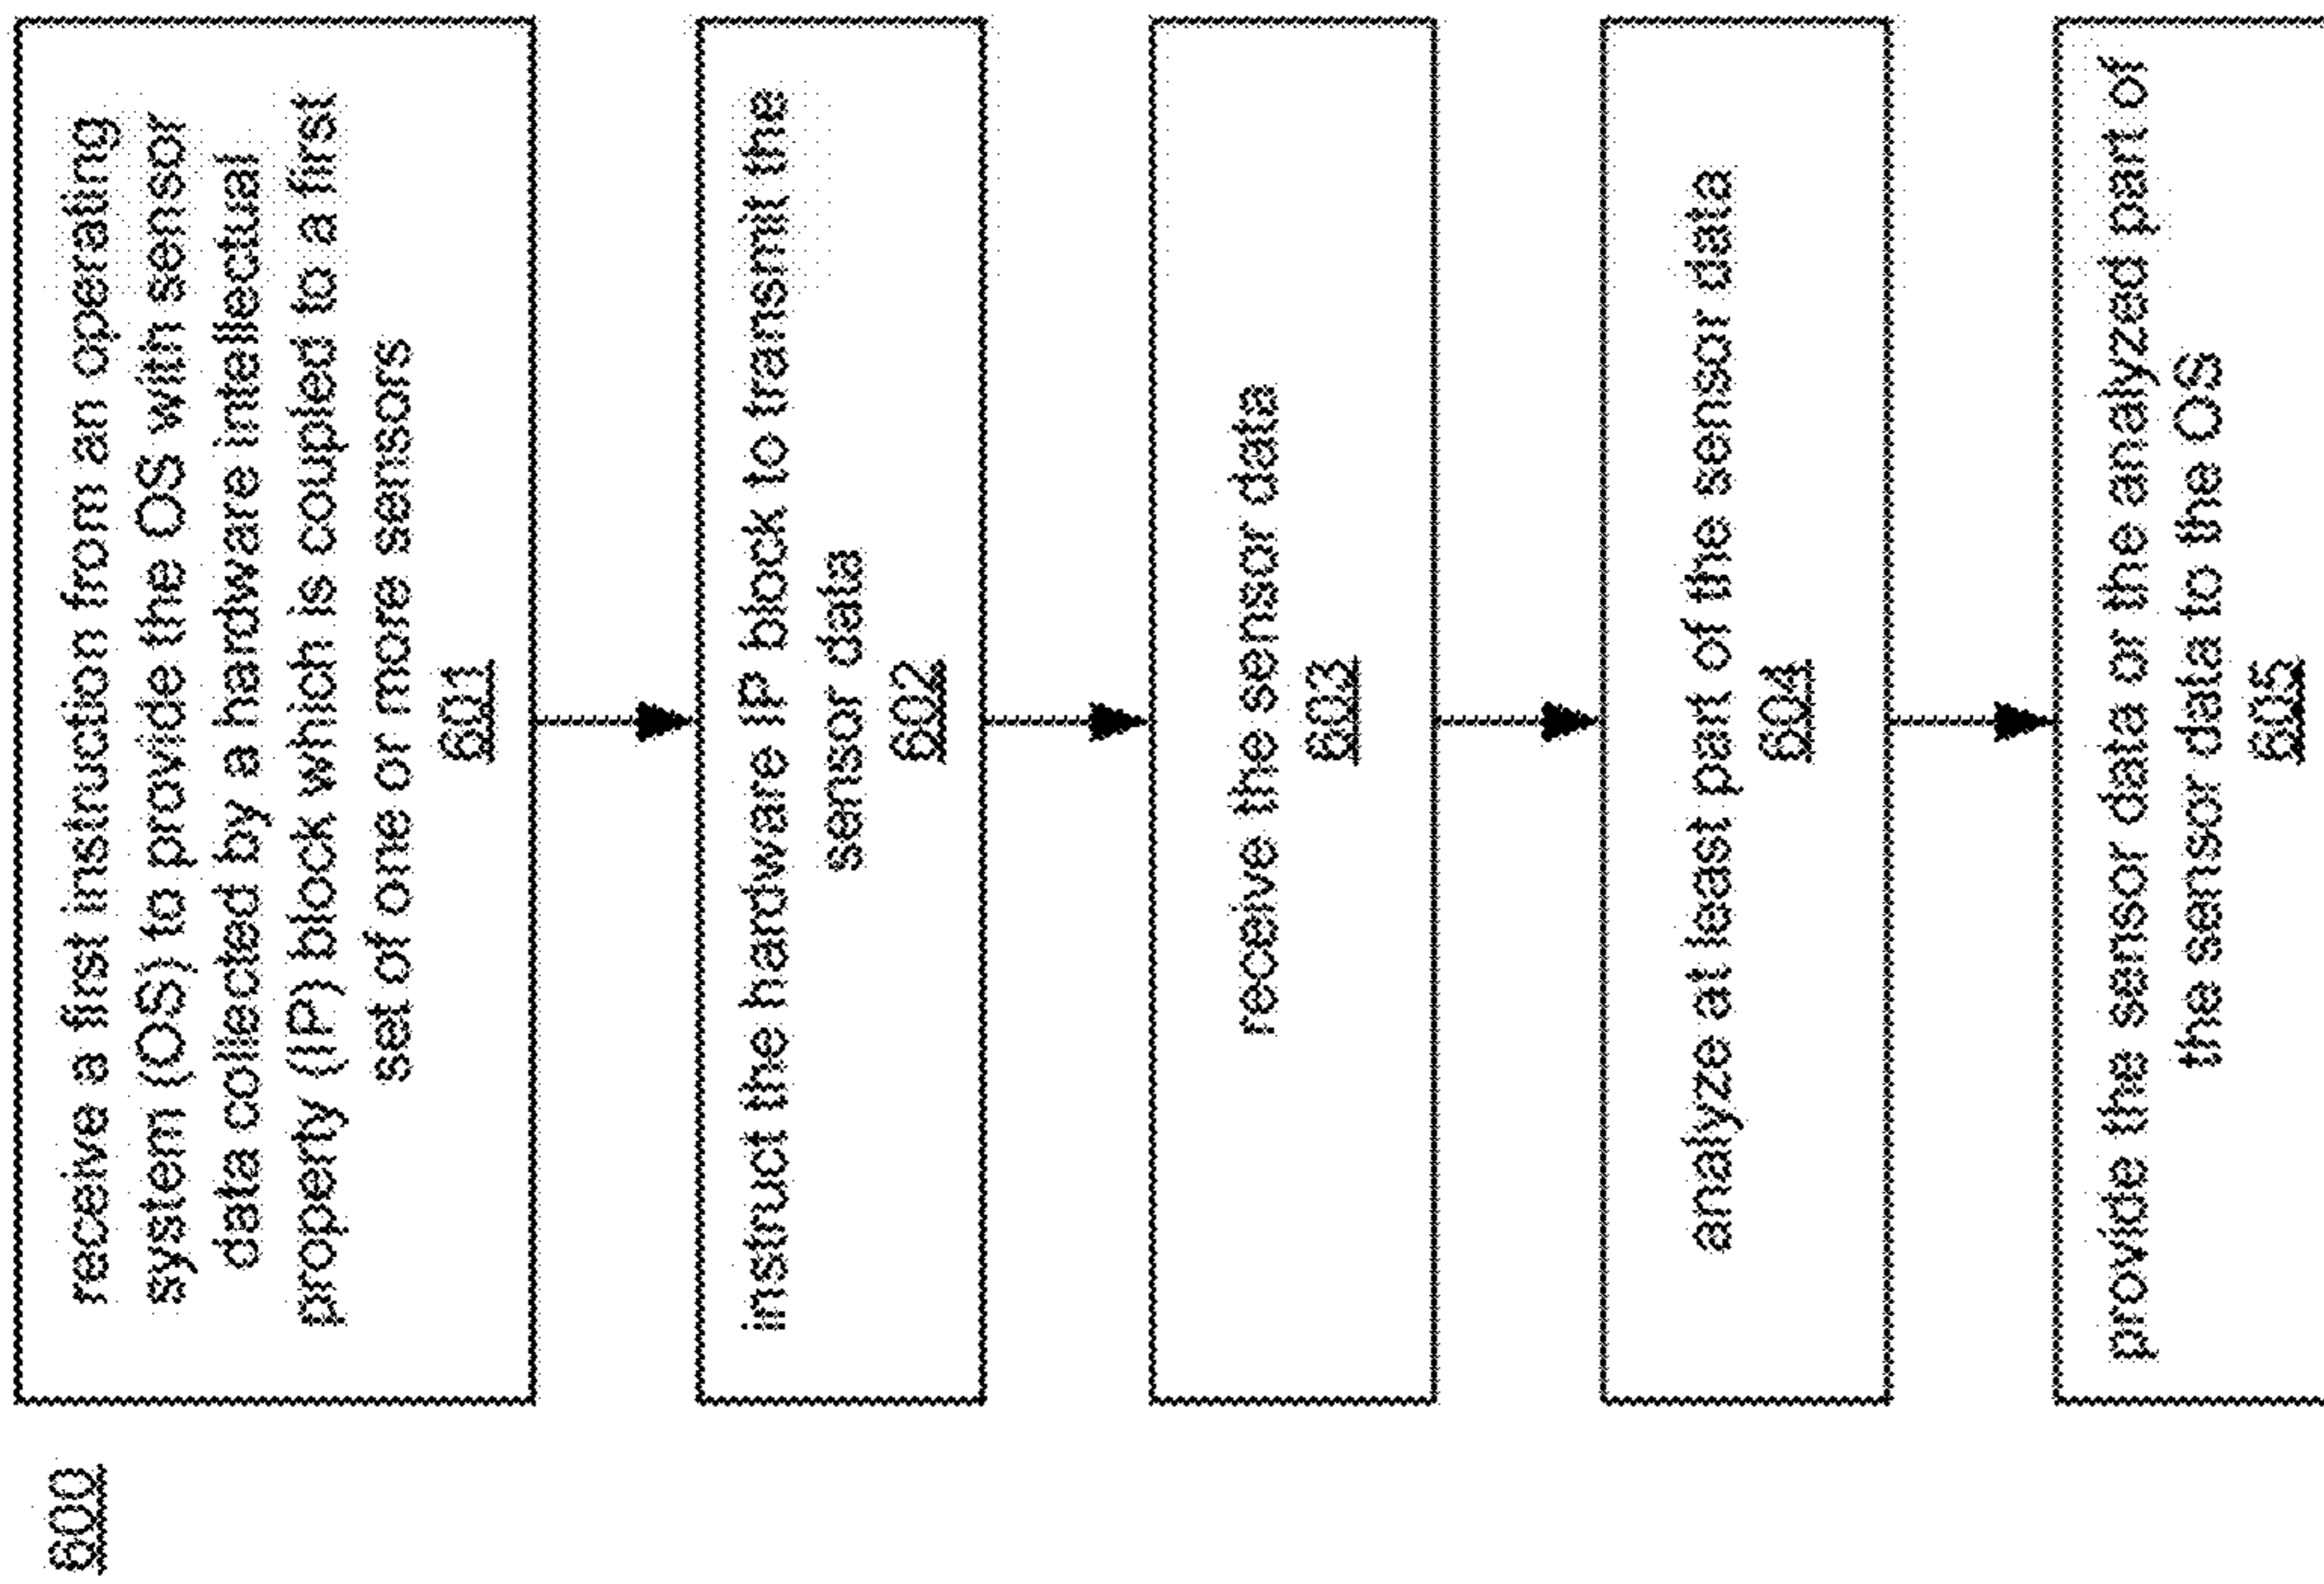 600
receive a first instruction from an operating
system (OS) to provide the OS with sensor
data collected by a hardware intellectual
property (IP) block which is coupled to a first
set of one or more sensors
601
instruct the hardware IP block to transmit the
sensor data
602
receive the sensor data
603
analyze at least part of the sensor data
604
provide the sensor data or the analyzed part of
the sensor data to the OS
605